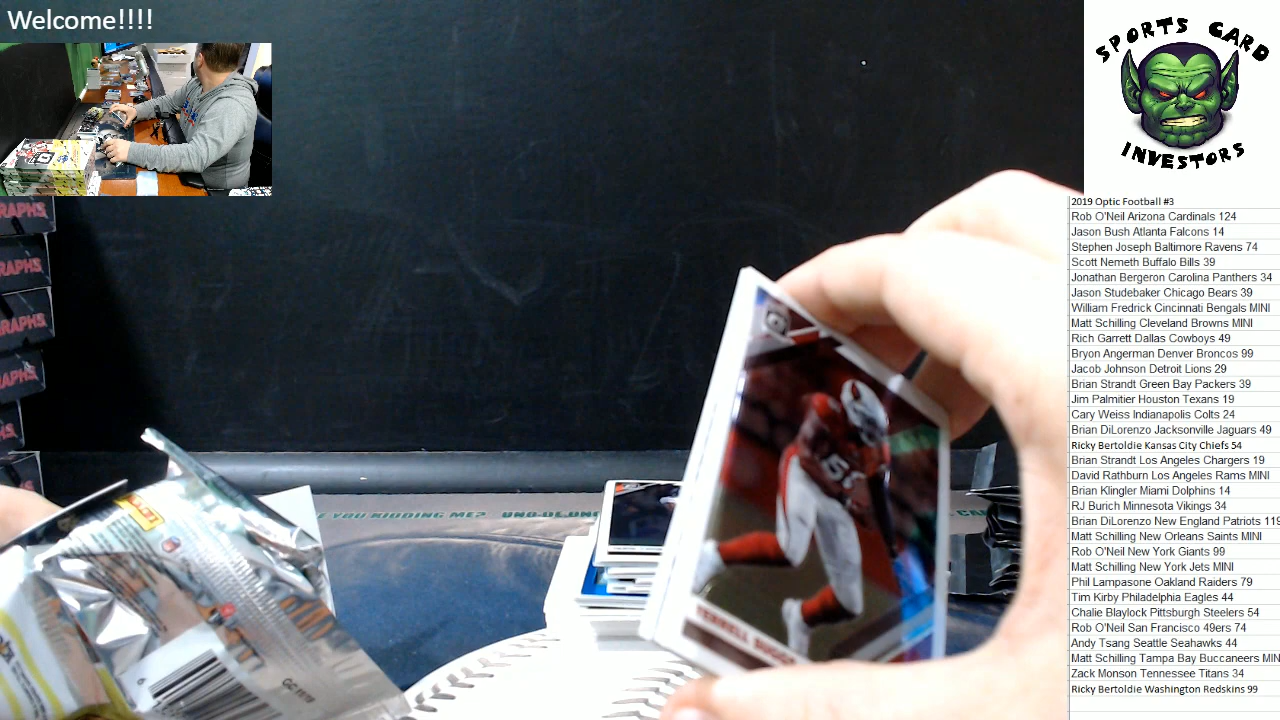 Welcome!!!!
SPORTS CARD
INVESTORS
2019 Optic Football #3
Rob O'Neil Arizona Cardinals 124
Jason Bush Atlanta Falcons 14
Stephen Joseph Baltimore Ravens 74
Scott Nemeth Buffalo Bills 39
Jonathan Bergeron Carolina Panthers 34
Jason Studebaker Chicago Bears 39
William Fredrick Cincinnati Bengals MINI
Matt Schilling Cleveland Browns MINI
Rich Garrett Dallas Cowboys 49
Bryon Angerman Denver Broncos 99
Jacob Johnson Detroit Lions 29
Brian Strandt Green Bay Packers 39
Jim Palmitier Houston Texans 19
Cary Weiss Indianapolis Colts 24
Brian DiLorenzo Jacksonville Jaguars 49
Ricky Bertoldie Kansas City Chiefs 54
Brian Strandt Los Angeles Chargers 19
David Rathburn Los Angeles Rams MINI
Brian Klingler Miami Dolphins 14
RJ Burich Minnesota Vikings 34
Brian DiLorenzo New England Patriots
Matt Schilling New Orleans Saints MINI
Rob O'Neil New York Giants 99
Matt Schilling New York Jets MINI
Phil Lampasone Oakland Raiders 79
Tim Kirby Philadelphia Eagles 44
Chalie Blaylock Pittsburgh Steelers 54
Rob O'Neil San Francisco 49ers 74
Andy Tsang Seattle Seahawks 44
Matt Schilling Tampa Bay Buccaneers MIN
Zack Monson Tennessee Titans 34
Ricky Bertoldie Washington Redskins 99
RAPHS
GRAPHS
GRAPHS
E YOU KIDDING ME?
TERRELL